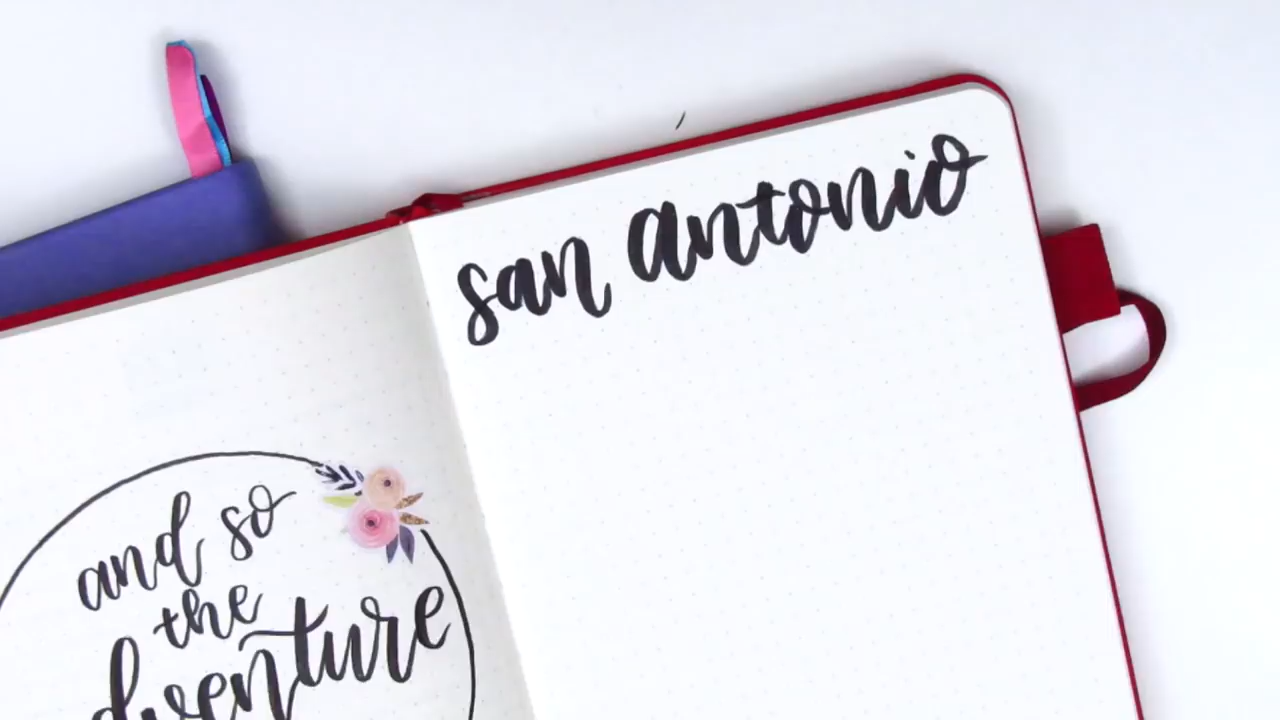 and so
the
dventure
san antonio